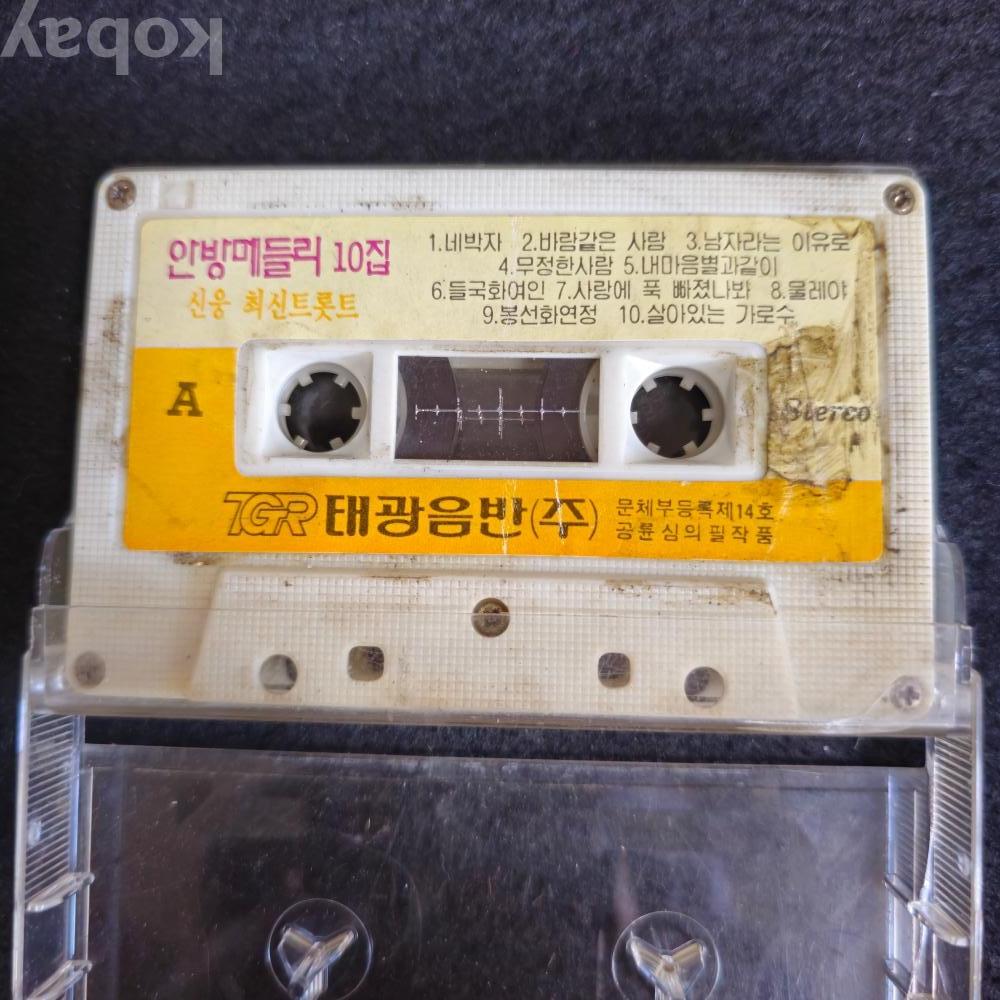 kobay
안방메들리 10집
신웅 최신트롯트
1.네박자 2.바람같은 사랑 3.남자라는 이유로
4.무정한사람 5.내마음별과같이
6.들국화여인 7.사랑에 푹 빠졌나봐 8.물레야
9.봉선화연정 10.살아있는 가로수
A
Stereo
TGR 태광음반(주)
문체부등록제14호
공륜심의필작품